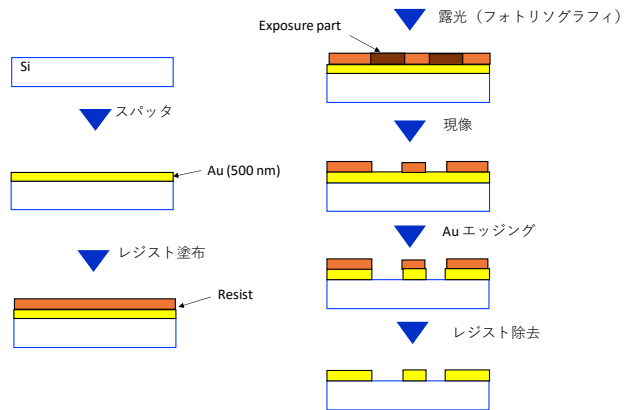 Si
スパッタ
Au (500 nm)
レジスト塗布
Resist
露光（フォトリソグラフィ）
Exposure part
現像
Au エッジング
レジスト除去